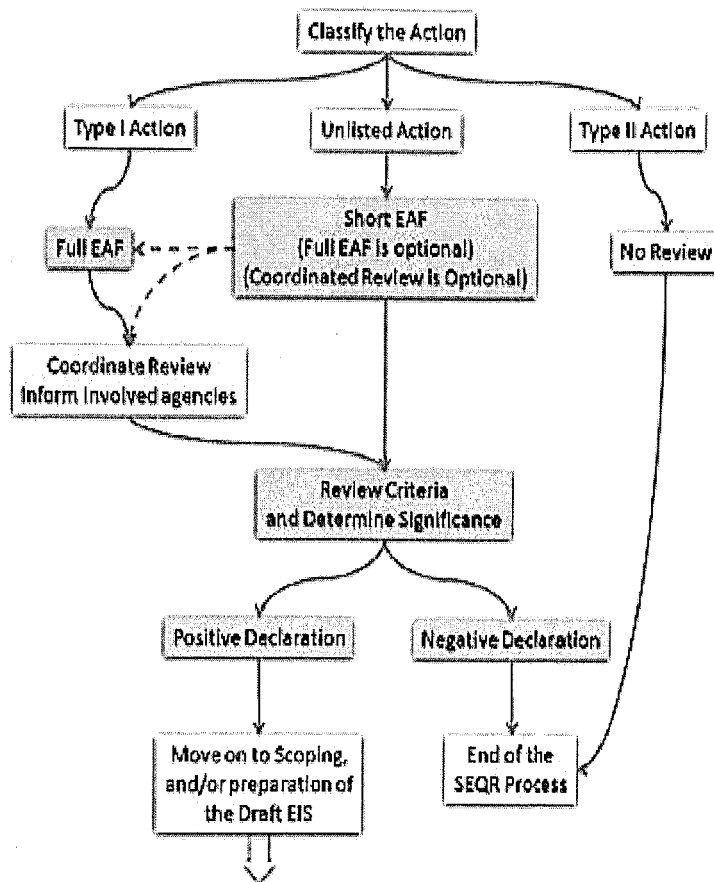 Classify the Action
Type I Action
Unlisted Action
Type II Action
Short EAF
(Full EAF is optional)
(Coordinated Review is Optional)
Full EAF
No Review
Coordinate Review
Inform Involved agencies
Review Criteria
and Determine Significance
Positive Declaration
Negative Declaration
Move on to Scoping,
and/or preparation of
the Draft EIS
End of the
SEQR Process